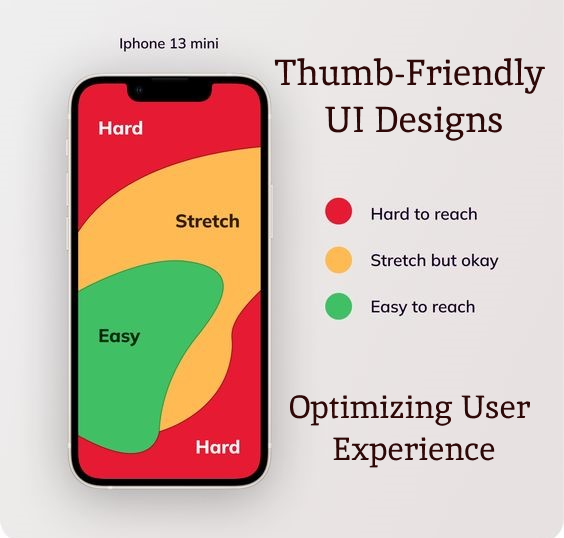 Iphone 13 mini
Thumb-Friendly
UI Designs
Hard
Stretch
Easy
Hard
Hard to reach
Stretch but okay
Easy to reach
Optimizing User
Experience